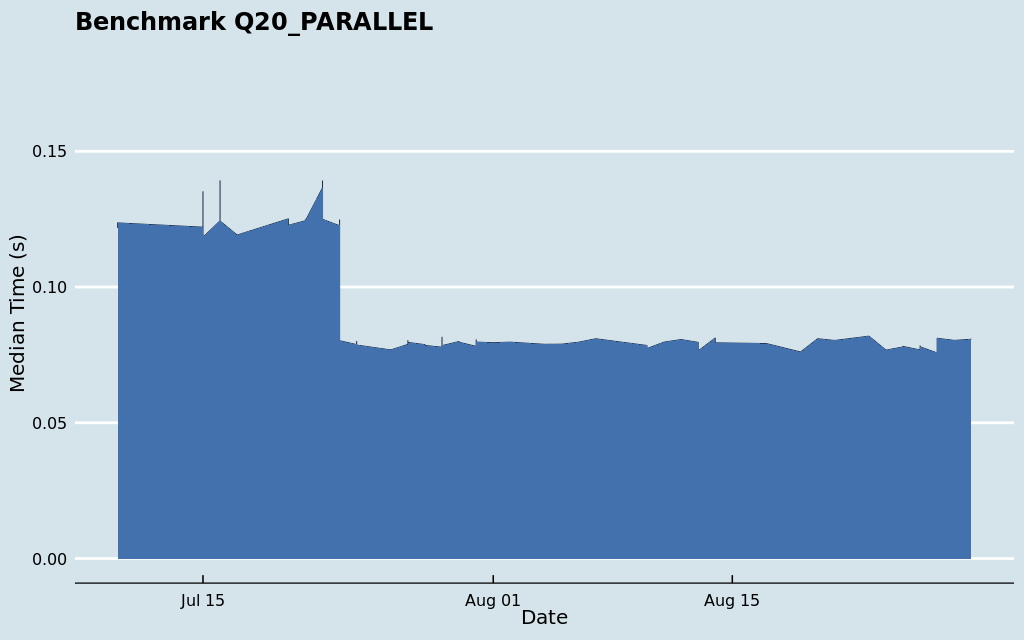 Benchmark Q20_PARALLEL
Median Time (s)
0.15
0.10
0.05
0.00
Jul 15
Aug 01
Aug 15
Date